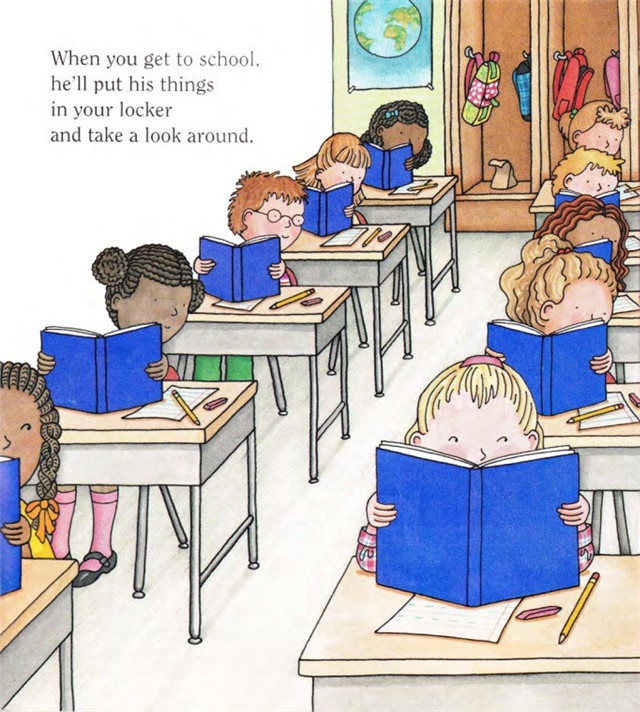 When you get to school.
he'll put his things
in your locker
and take a look around.